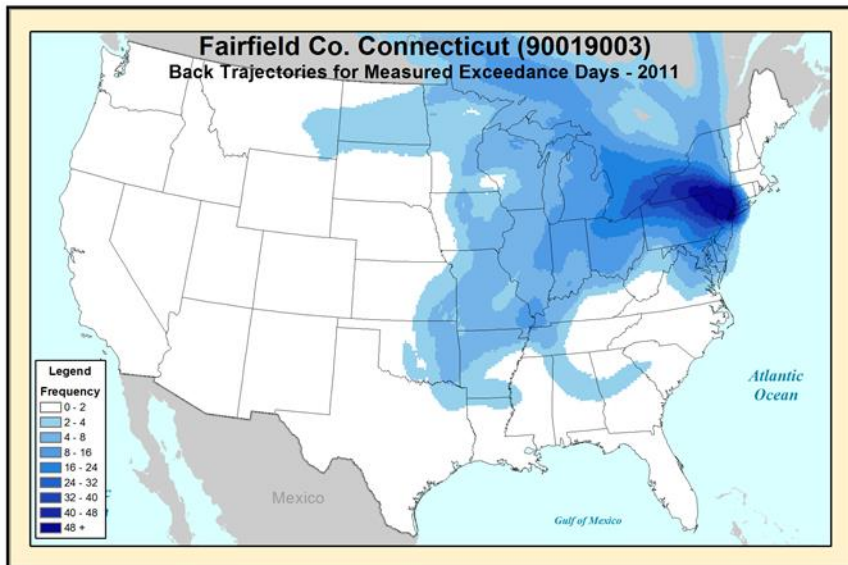 Fairfield Co. Connecticut (90019003)
Back Trajectories for Measured Exceedance Days - 2011
Atlantic
Ocean
Legend
Frequency
0 - 2
2 - 4
4 - 8
8 - 16
16 - 24
24 - 32
32 - 40
40 - 48
48 +
Mexico
Gulf of Mexico